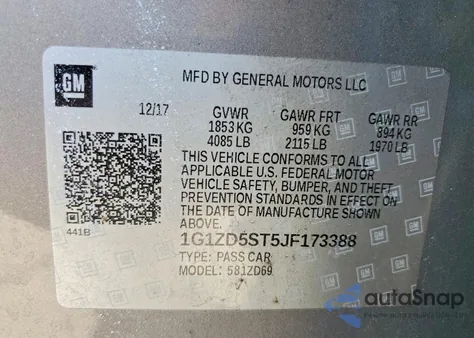 GM
MFD BY GENERAL MOTORS LLC
12/17 GVWR GAWR FRT GAWR RR
1853 KG 959 KG 894 KG
4085 LB 2115 LB 1970 LB
THIS VEHICLE CONFORMS TO ALL
APPLICABLE U.S. FEDERAL MOTOR
VEHICLE SAFETY, BUMPER, AND THEFT
PREVENTION STANDARDS IN EFFECT ON
THE DATE OF MANUFACTURE SHOWN
ABOVE.
441B
1G1ZD5ST5JF173388
TYPE: PASS CAR
MODEL: 581ZD69
autoSnap